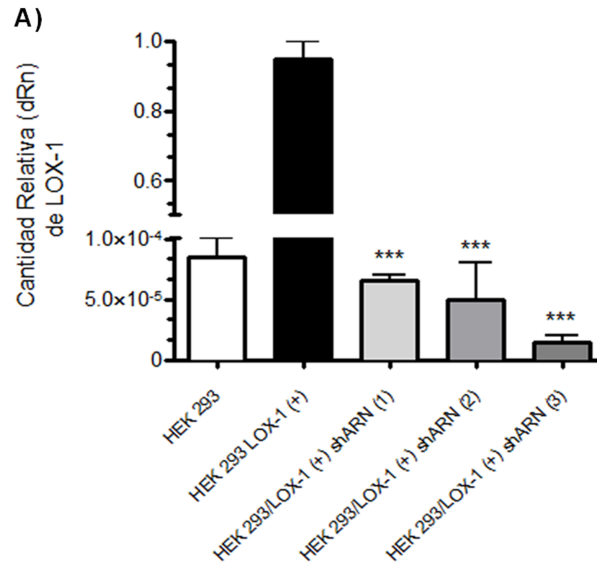 A)
Cantidad Relativa (dRn)
de LOX-1
1.0
0.8
0.6
1.0×10-4
5.0×10-5
0
***
***
***
HEK 293
HEK 293 LOX-1 (+)
HEK 293/LOX-1 (+) shARN (1)
HEK 293/LOX-1 (+) shARN (2)
HEK 293/LOX-1 (+) shARN (3)